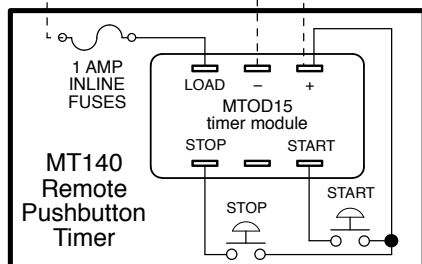 1 AMP
INLINE
FUSES
LOAD – +
MTOD15
timer module
STOP START
MT140
Remote
Pushbutton
Timer
STOP
START